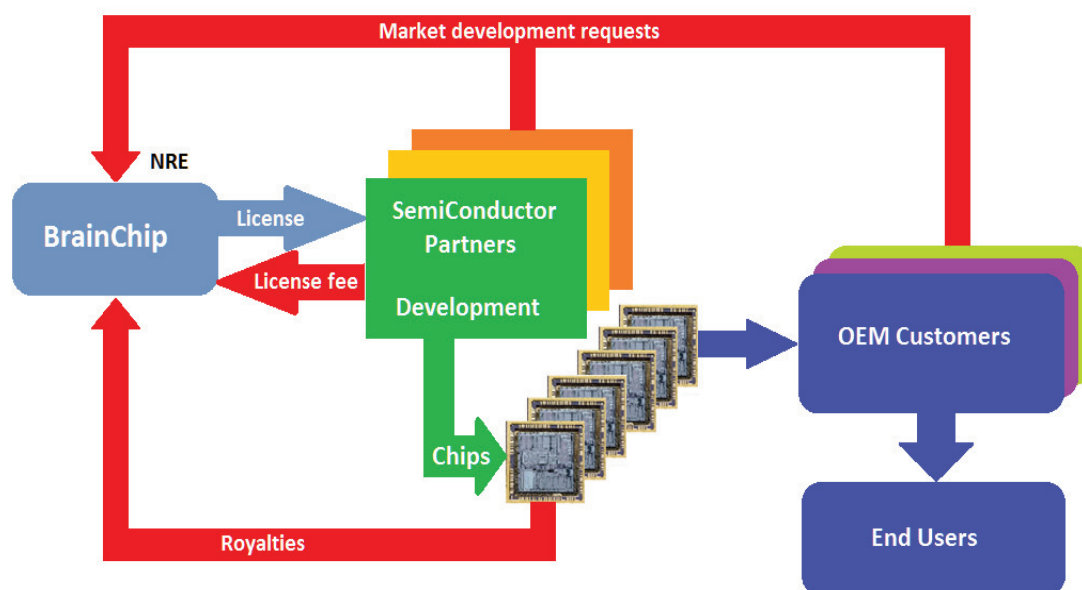 Market development requests
NRE
BrainChip
License
License fee
SemiConductor
Partners
Development
OEM Customers
Chips
Royalties
End Users